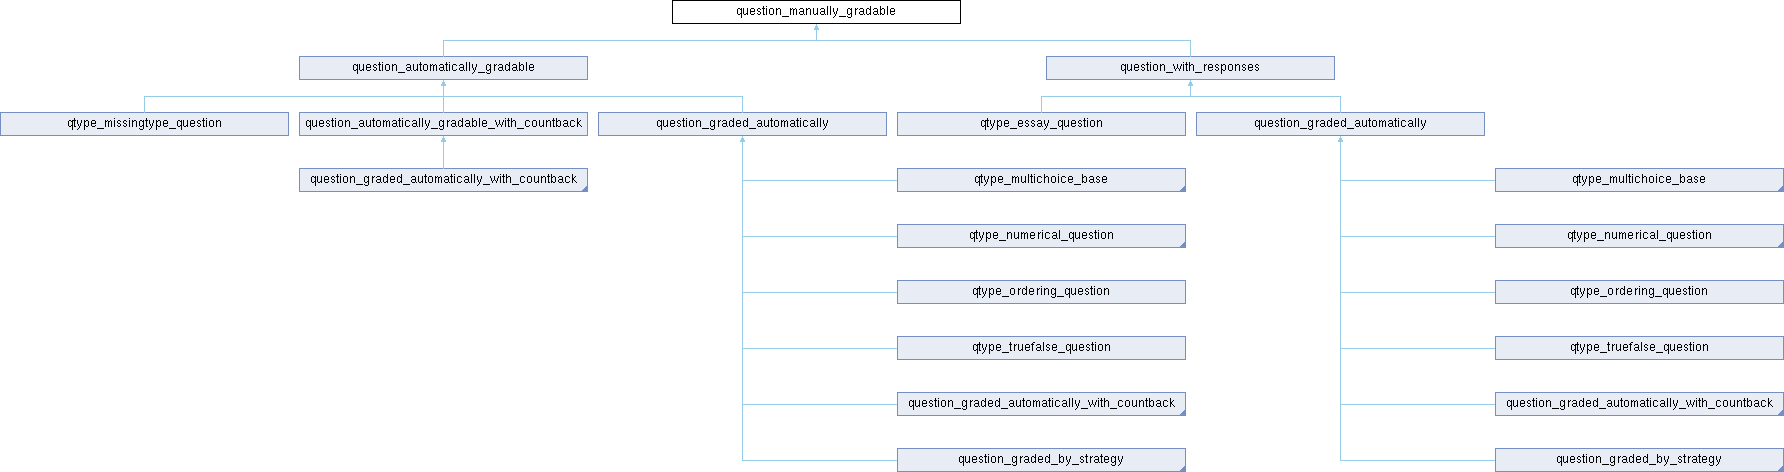 question_manually_gradable
question_automatically_gradable
question_with_responses
qtype_missingtype_question
question_automatically_gradable_with_countback
question_graded_automatically
qtype_essay_question
question_graded_automatically
question_graded_automatically_with_countback
qtype_multichoice_base
qtype_multichoice_base
qtype_numerical_question
qtype_numerical_question
qtype_ordering_question
qtype_ordering_question
qtype_truefalse_question
qtype_truefalse_question
question_graded_automatically_with_countback
question_graded_automatically_with_countback
question_graded_by_strategy
question_graded_by_strategy